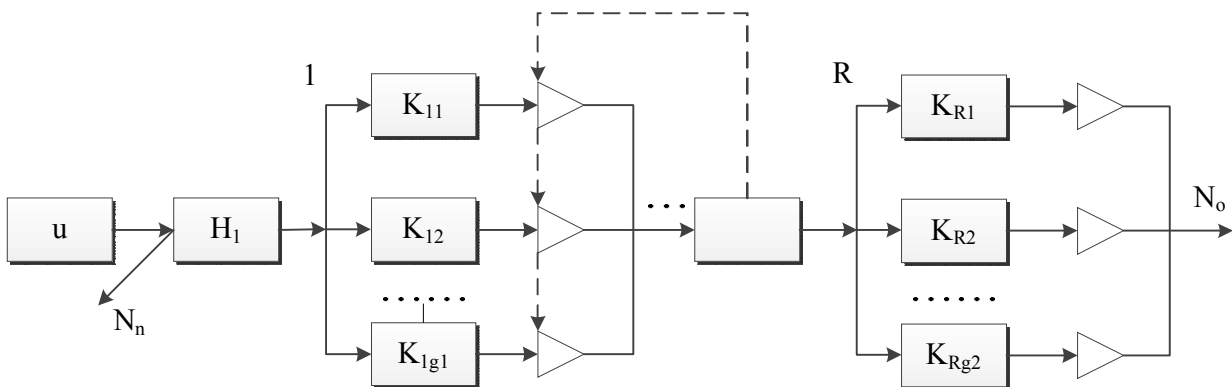 1
R
K11
KR1
u
H1
K12
......
KR2
No
Nn
......
......
K1g1
KRg2